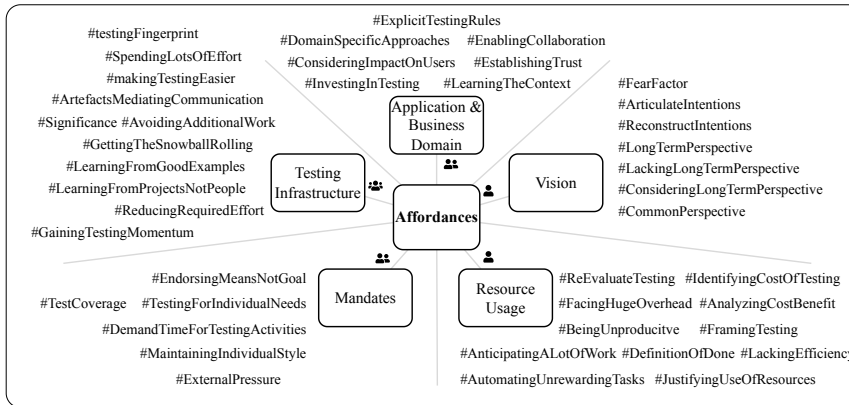 #ExplicitTestingRules
#DomainSpecificApproaches #EnablingCollaboration
#ConsideringImpactOnUsers #EstablishingTrust
#InvestingInTesting #LearningTheContext
Application &
Business
Domain
#testingFingerprint
#SpendingLotsOfEffort
#makingTestingEasier
#ArtefactsMediatingCommunication
#Significance #AvoidingAdditionalWork
#GettingTheSnowballRolling
#LearningFromGoodExamples
#LearningFromProjectsNotPeople
#ReducingRequiredEffort
#GainingTestingMomentum
Testing
Infrastructure
Affordances
Vision
#FearFactor
#ArticulateIntentions
#ReconstructIntentions
#LongTermPerspective
#LackingLongTermPerspective
#ConsideringLongTermPerspective
#CommonPerspective
#EndorsingMeansNotGoal
#TestCoverage #TestingForIndividualNeeds
#DemandTimeForTestingActivities
#MaintainingIndividualStyle
#ExternalPressure
Mandates
Resource
Usage
#ReEvaluateTesting #IdentifyingCostOfTesting
#FacingHugeOverhead #AnalyzingCostBenefit
#BeingUnproducitve #FramingTesting
#AnticipatingALotOfWork #DefinitionOfDone #LackingEfficiency
#AutomatingUnrewardingTasks #JustifyingUseOfResources